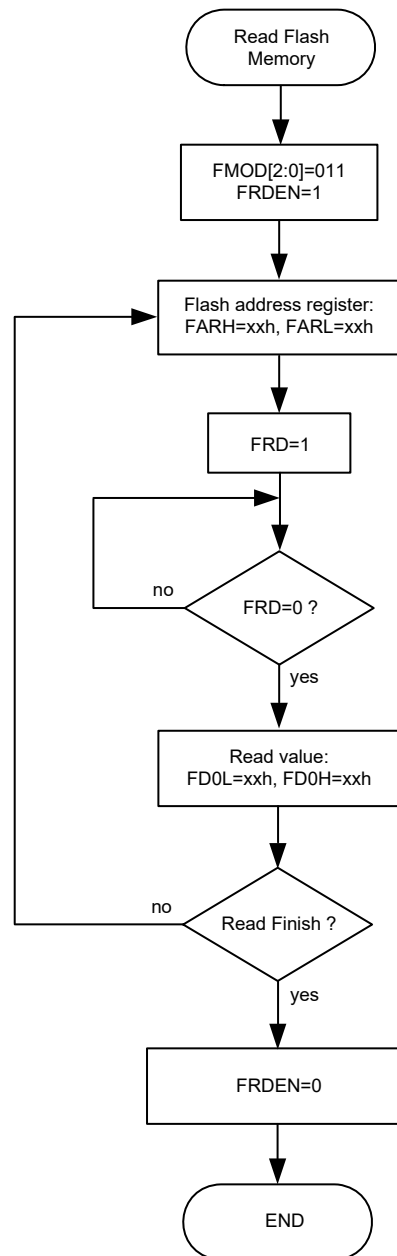 Read Flash
Memory
FMOD[2:0]=011
FRDEN=1
Flash address register:
FARH=xxh, FARL=xxh
FRD=1
no
FRD=0 ?
yes
Read value:
FD0L=xxh, FD0H=xxh
no
Read Finish ?
yes
FRDEN=0
END